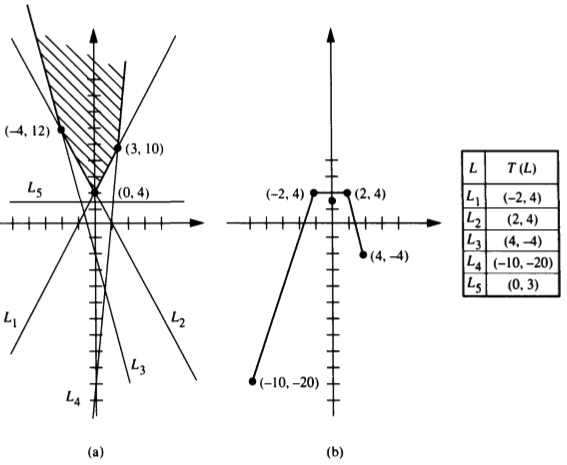 (–4, 12)
(3, 10)
L5
(0, 4)
L1
L2
L3
L4
(a)
(–2, 4)
(2, 4)
(4, –4)
(–10, –20)
(b)
L T (L)
L1 (–2, 4)
L2 (2, 4)
L3 (4, –4)
L4 (–10, –20)
L5 (0, 3)